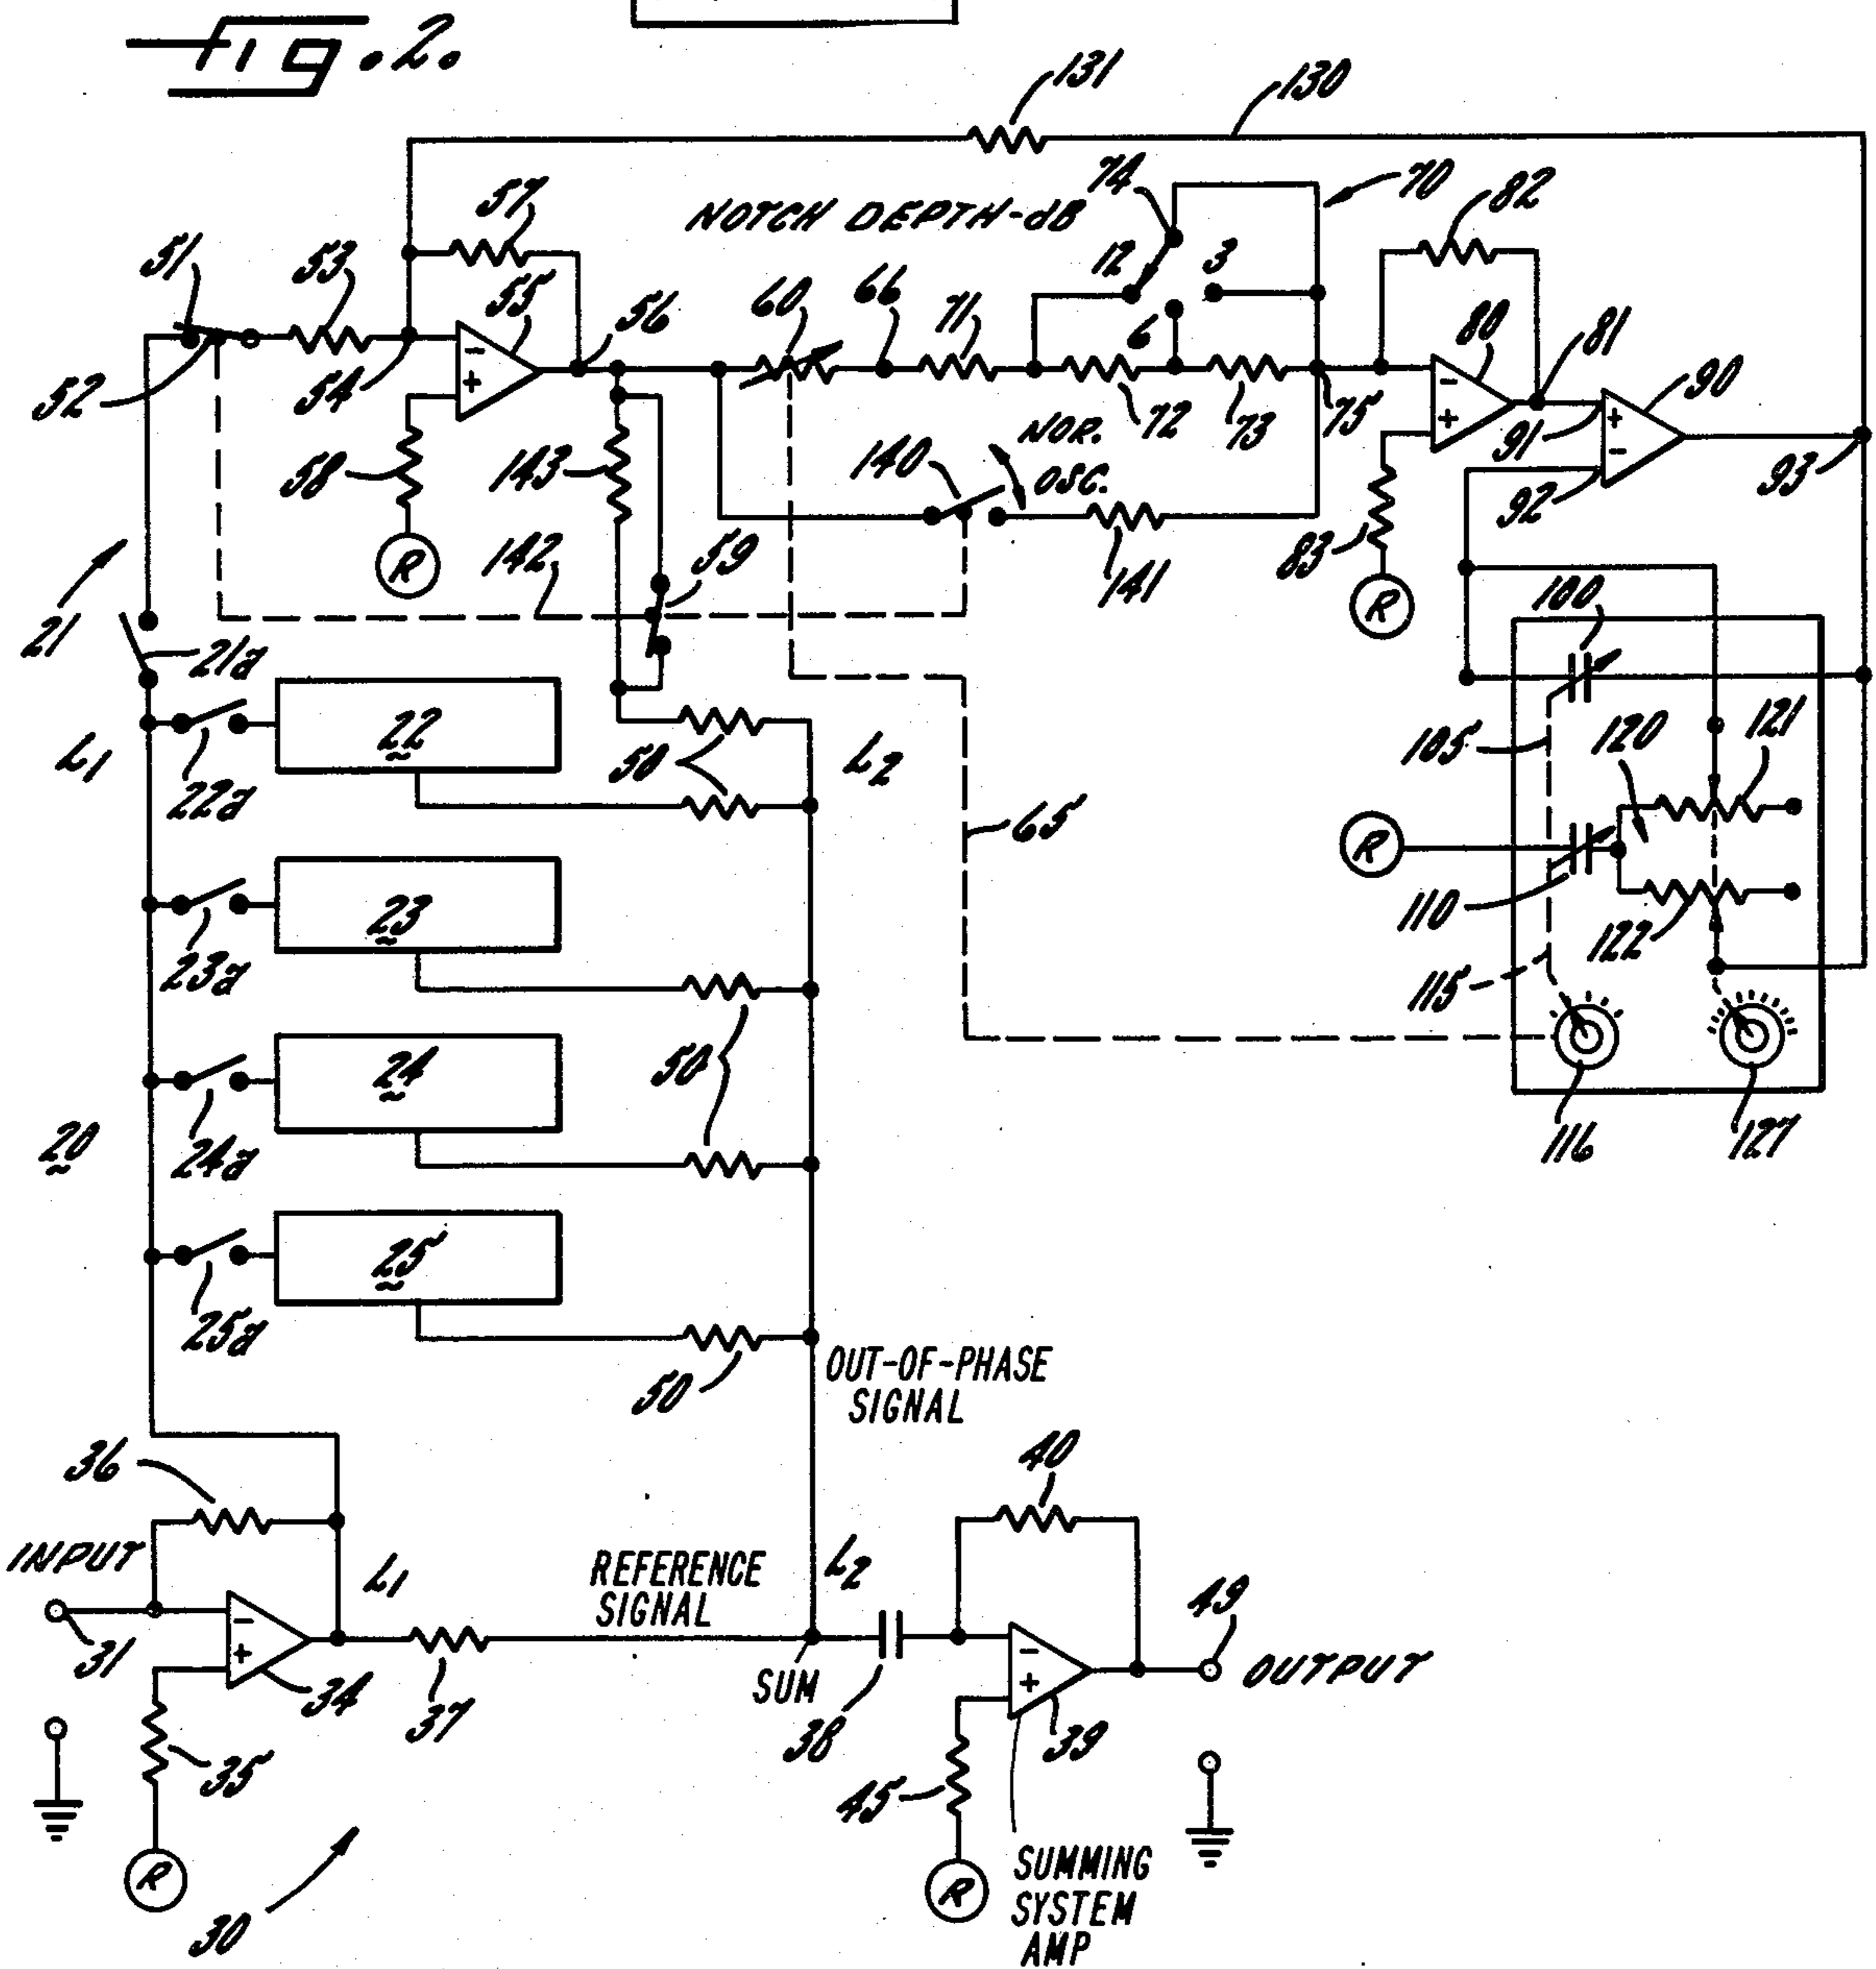 Fig. 2.
131
130
74
70
57
NOTCH DEPTH-dB
82
51
53
55
12
3
56
60
66
71
6
80
81
52
54
90
72
73
75
NOR.
OSC.
91
58
143
140
92
93
142
59
83
R
141
100
R
21
21a
22
L1
22a
50
L2
105
120
121
65
R
23
23a
110
122
115
24
50
20
24a
116
127
25
25a
50
OUT-OF-PHASE
SIGNAL
36
40
INPUT
L1
REFERENCE
SIGNAL
L2
49
31
34
37
SUM
38
39
OUTPUT
35
45
R
R
SUMMING
SYSTEM
AMP
30